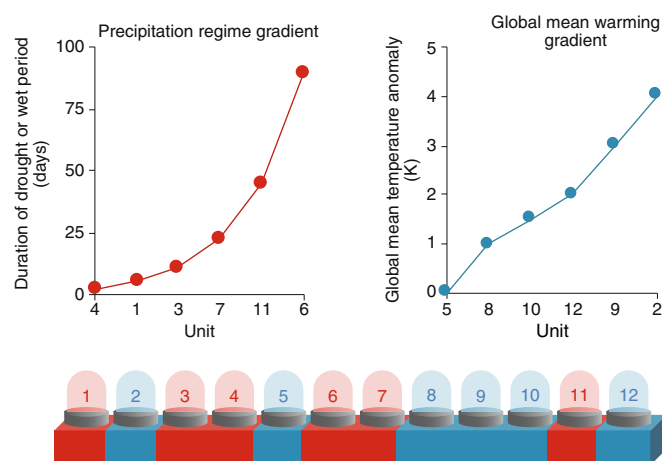 Precipitation regime gradient
Duration of drought or wet period
(days)
100
75
50
25
0
4 1 3 7 11 6
Unit
Global mean warming
gradient
Global mean temperature anomaly
(K)
5
4
3
2
1
0
5 8 10 12 9 2
Unit
1 2 3 4 5 6 7 8 9 10 11 12